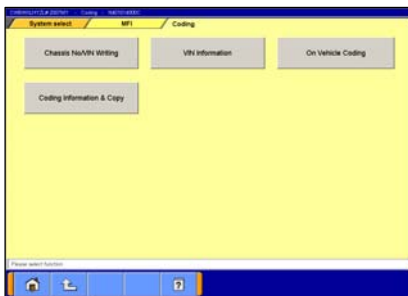 System select MFI Coding
Chassis No/VIN Writing VIN Information On Vehicle Coding
Coding Information & Copy
Please select function
?